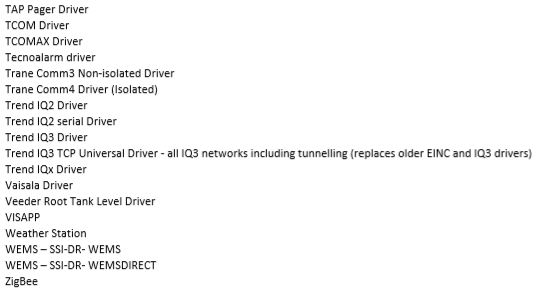 TAP Pager Driver
TCOM Driver
TCOMAX Driver
Tecnoalarm driver
Trane Comm3 Non-isolated Driver
Trane Comm4 Driver (Isolated)
Trend IQ2 Driver
Trend IQ2 serial Driver
Trend IQ3 Driver
Trend IQ3 TCP Universal Driver - all IQ3 networks including tunnelling (replaces older EINC and IQ3 drivers)
Trend IQx Driver
Vaisala Driver
Veeder Root Tank Level Driver
VISAPP
Weather Station
WEMS – SSI-DR- WEMS
WEMS – SSI-DR- WEMSDIRECT
ZigBee